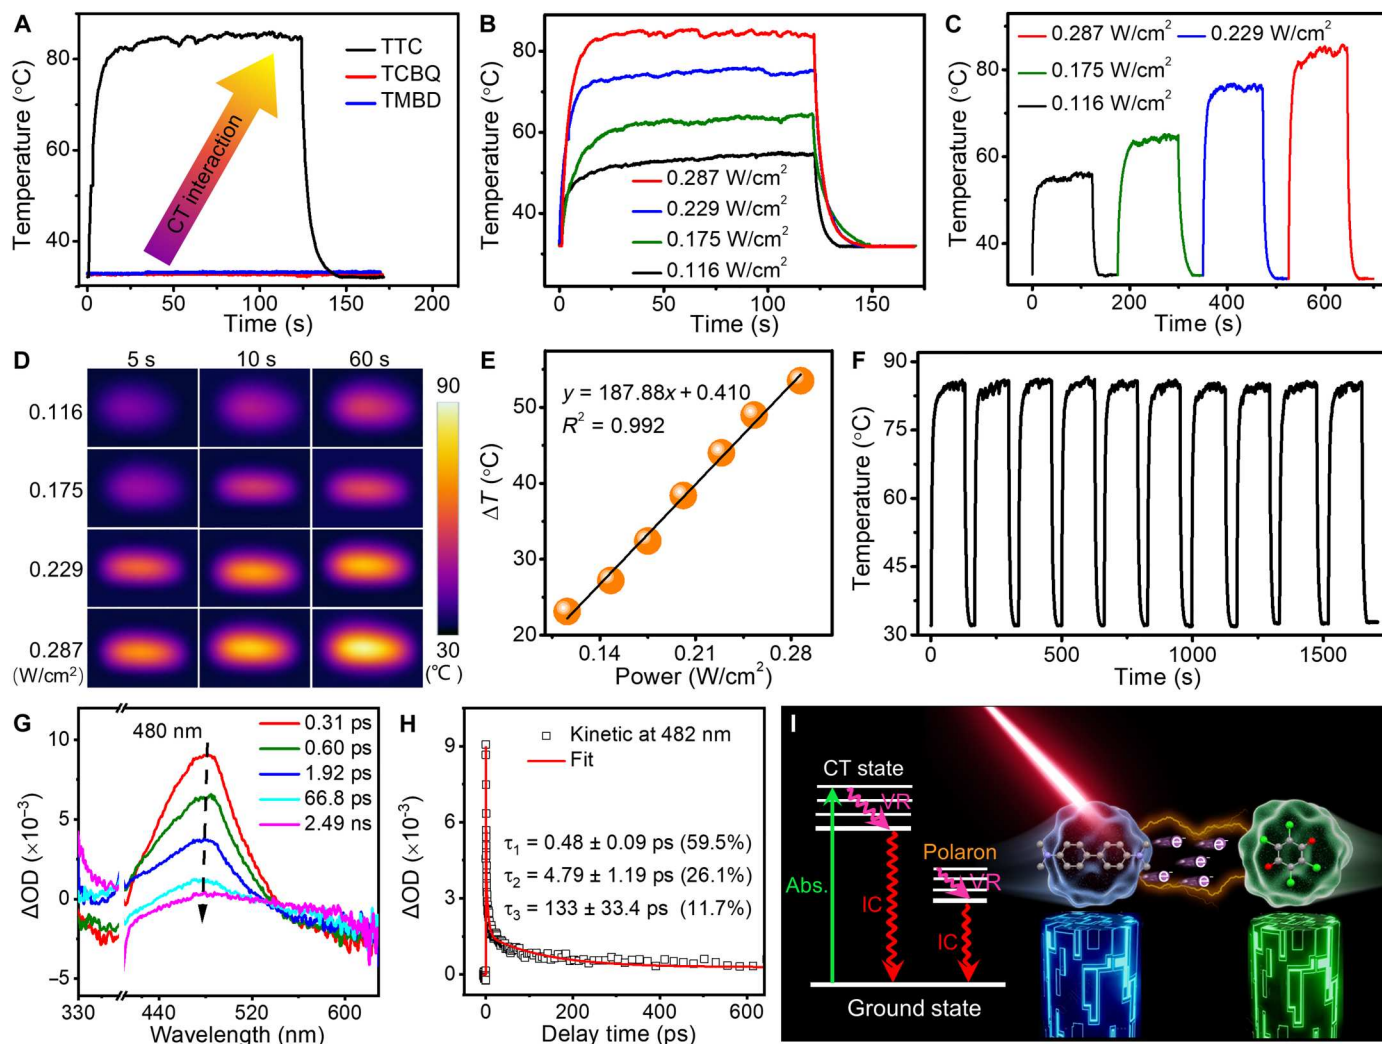 A
Temperature (°C)
80
60
40
0
50
100
150
200
Time (s)
TTC
TCBQ
TMBD
CT interaction
B
Temperature (°C)
80
60
40
0
50
100
150
Time (s)
0.287 W/cm²
0.229 W/cm²
0.175 W/cm²
0.116 W/cm²
C
Temperature (°C)
80
60
40
0
200
400
600
Time (s)
0.287 W/cm²
0.229 W/cm²
0.175 W/cm²
0.116 W/cm²
D
5 s
10 s
60 s
0.116
0.175
0.229
0.287
(W/cm²)
90
30
(℃)
E
y = 187.88x + 0.410
R² = 0.992
ΔT (°C)
50
40
30
20
0.14
0.21
0.28
Power (W/cm²)
F
Temperature (°C)
90
75
60
45
30
0
500
1000
1500
Time (s)
G
480 nm
0.31 ps
0.60 ps
1.92 ps
66.8 ps
2.49 ns
ΔOD (×10⁻³)
10
5
0
−5
330
440
520
600
Wavelength (nm)
H
Kinetic at 482 nm
Fit
τ₁ = 0.48 ± 0.09 ps (59.5%)
τ₂ = 4.79 ± 1.19 ps (26.1%)
τ₃ = 133 ± 33.4 ps (11.7%)
ΔOD (×10⁻³)
9
6
3
0
0
200
400
600
Delay time (ps)
I
CT state
VR
Polaron
VR
Abs.
IC
IC
Ground state
e⁻
e⁻
e⁻
e⁻